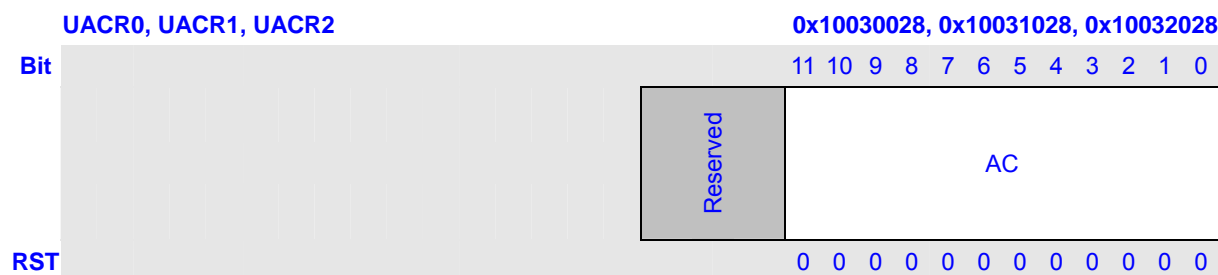 UACR0, UACR1, UACR2 0x10030028, 0x10031028, 0x10032028
Bit 11 10 9 8 7 6 5 4 3 2 1 0
Reserved AC
RST 0 0 0 0 0 0 0 0 0 0 0 0